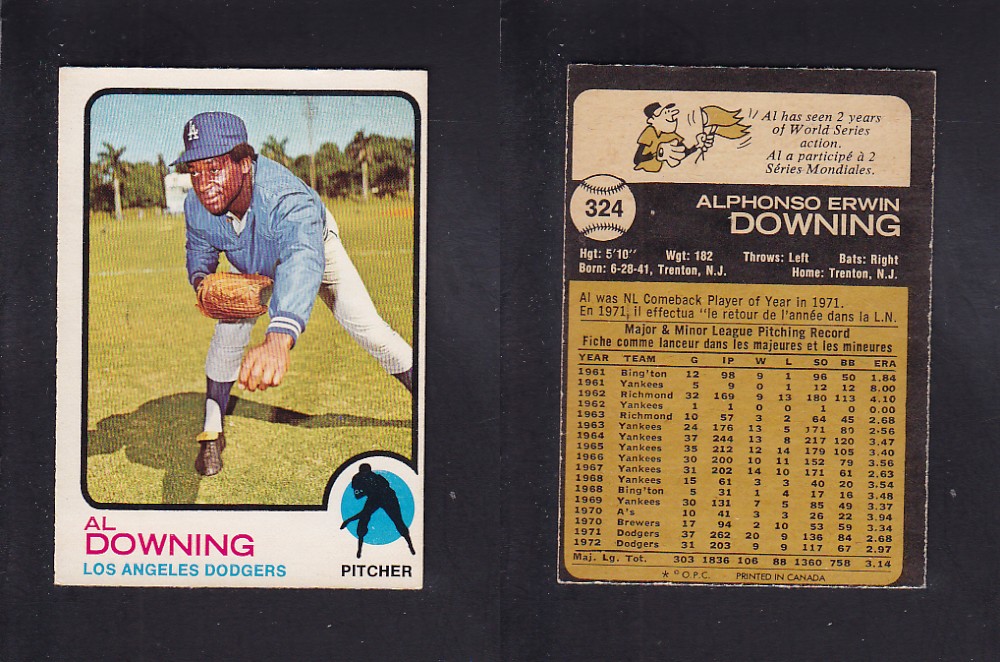 LA
AL
DOWNING
LOS ANGELES DODGERS
PITCHER
Al has seen 2 years
of World Series
action.
Al a participé à 2
Séries Mondiales.
324
ALPHONSO ERWIN
DOWNING
Hgt: 5'10" Wgt: 182 Throws: Left Bats: Right
Born: 6-28-41, Trenton, N.J. Home: Trenton, N.J.
Al was NL Comeback Player of Year in 1971.
En 1971, il effectua "le retour de l'année dans la L.N.
Major & Minor League Pitching Record
Fiche comme lanceur dans les majeures et les mineures
YEAR TEAM G IP W L SO BB ERA
1961 Bing'ton 12 98 9 1 96 50 1.84
1961 Yankees 5 9 0 1 12 12 8.00
1962 Richmond 32 169 9 13 180 113 4.10
1962 Yankees 1 1 0 0 1 0 0.00
1963 Richmond 10 57 3 2 64 45 2.68
1963 Yankees 24 176 13 5 171 80 2.56
1964 Yankees 37 244 13 8 217 120 3.47
1965 Yankees 35 212 12 14 179 105 3.40
1966 Yankees 30 200 10 11 152 79 3.56
1967 Yankees 31 202 14 10 171 61 2.63
1968 Yankees 15 61 3 3 40 20 3.54
1968 Bing'ton 5 31 1 4 17 16 3.48
1969 Yankees 30 131 7 5 85 49 3.37
1970 A's 10 41 3 3 26 22 3.94
1970 Brewers 17 94 2 10 53 59 3.34
1971 Dodgers 37 262 20 9 136 84 2.68
1972 Dodgers 31 203 9 9 117 67 2.97
Maj. Lg. Tot. 303 1836 106 88 1360 758 3.14
* © O.P.C. PRINTED IN CANADA